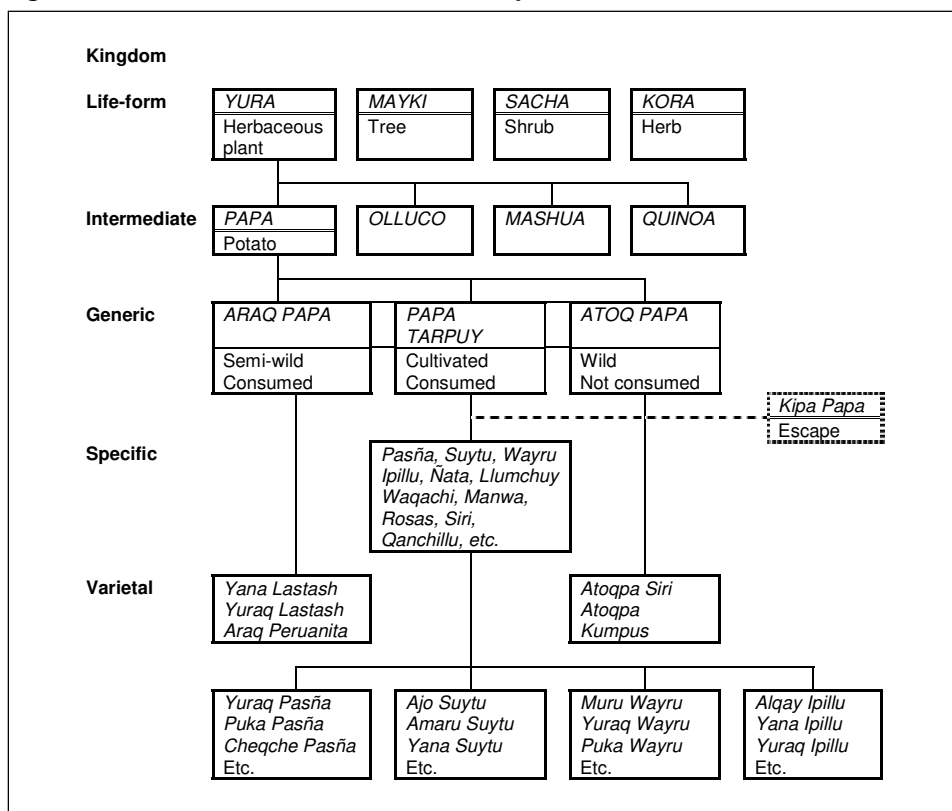 Kingdom
Life-form
YURA
Herbaceous
plant
MAYKI
Tree
SACHA
Shrub
KORA
Herb
Intermediate
PAPA
Potato
OLLUCO
MASHUA
QUINOA
Generic
ARAQ PAPA
Semi-wild
Consumed
PAPA
TARPUY
Cultivated
Consumed
ATOQ PAPA
Wild
Not consumed
Kipa Papa
Escape
Specific
Pasña, Suytu, Wayru
Ipillu, Ñata, Llumchuy
Waqachi, Manwa,
Rosas, Siri,
Qanchillu, etc.
Varietal
Yana Lastash
Yuraq Lastash
Araq Peruanita
Atoqpa Siri
Atoqpa
Kumpus
Yuraq Pasña
Puka Pasña
Cheqche Pasña
Etc.
Ajo Suytu
Amaru Suytu
Yana Suytu
Etc.
Muru Wayru
Yuraq Wayru
Puka Wayru
Etc.
Alqay Ipillu
Yana Ipillu
Yuraq Ipillu
Etc.